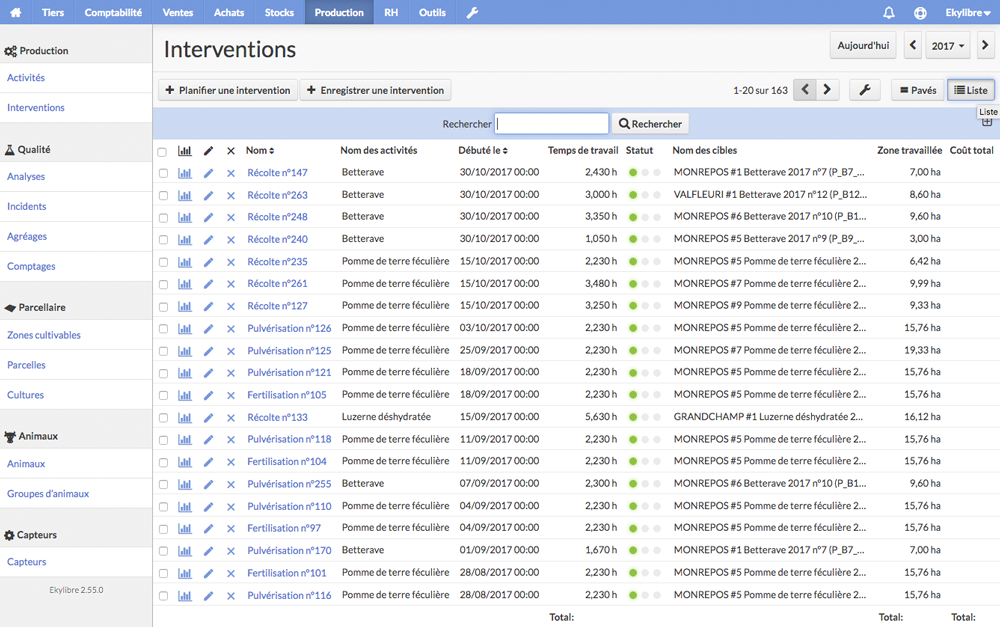 Tiers Comptabilité Ventes Achats Stocks Production RH Outils Ekylibre
Production
Activités
Interventions
Qualité
Analyses
Incidents
Agréages
Comptages
Parcellaire
Zones cultivables
Parcelles
Cultures
Animaux
Animaux
Groupes d'animaux
Capteurs
Capteurs
Ekylibre 2.55.0
Interventions
Aujourd'hui 2017
Planifier une intervention Enregistrer une intervention 1-20 sur 163 Pavés Liste
Liste
Rechercher Rechercher
Nom Nom des activités Débuté le Temps de travail Statut Nom des cibles Zone travaillée Coût total
Récolte n°147 Betterave 30/10/2017 00:00 2,430 h MONREPOS #1 Betterave 2017 n°7 (P_B7_... 7,00 ha
Récolte n°263 Betterave 30/10/2017 00:00 3,000 h VALFLEURI #1 Betterave 2017 n°12 (P_B12... 8,60 ha
Récolte n°248 Betterave 30/10/2017 00:00 3,350 h MONREPOS #6 Betterave 2017 n°10 (P_B1... 9,60 ha
Récolte n°240 Betterave 30/10/2017 00:00 1,050 h MONREPOS #5 Betterave 2017 n°9 (P_B9_... 3,00 ha
Récolte n°235 Pomme de terre féculière 15/10/2017 00:00 2,230 h MONREPOS #5 Pomme de terre féculière 2... 6,42 ha
Récolte n°261 Pomme de terre féculière 15/10/2017 00:00 3,480 h MONREPOS #7 Pomme de terre féculière 2... 9,99 ha
Récolte n°127 Pomme de terre féculière 15/10/2017 00:00 3,250 h MONREPOS #9 Pomme de terre féculière 2... 9,33 ha
Pulvérisation n°126 Pomme de terre féculière 03/10/2017 00:00 2,230 h MONREPOS #5 Pomme de terre féculière 2... 15,76 ha
Pulvérisation n°125 Pomme de terre féculière 25/09/2017 00:00 2,230 h MONREPOS #7 Pomme de terre féculière 2... 19,33 ha
Pulvérisation n°121 Pomme de terre féculière 18/09/2017 00:00 2,230 h MONREPOS #5 Pomme de terre féculière 2... 15,76 ha
Fertilisation n°105 Pomme de terre féculière 18/09/2017 00:00 2,230 h MONREPOS #5 Pomme de terre féculière 2... 15,76 ha
Récolte n°133 Luzerne déshydratée 15/09/2017 00:00 5,630 h GRANDCHAMP #1 Luzerne déshydratée 2... 16,12 ha
Pulvérisation n°118 Pomme de terre féculière 11/09/2017 00:00 2,230 h MONREPOS #5 Pomme de terre féculière 2... 15,76 ha
Fertilisation n°104 Pomme de terre féculière 11/09/2017 00:00 2,230 h MONREPOS #5 Pomme de terre féculière 2... 15,76 ha
Pulvérisation n°255 Betterave 07/09/2017 00:00 2,300 h MONREPOS #6 Betterave 2017 n°10 (P_B1... 9,60 ha
Pulvérisation n°110 Pomme de terre féculière 04/09/2017 00:00 2,230 h MONREPOS #5 Pomme de terre féculière 2... 15,76 ha
Fertilisation n°97 Pomme de terre féculière 04/09/2017 00:00 2,230 h MONREPOS #5 Pomme de terre féculière 2... 15,76 ha
Pulvérisation n°170 Betterave 01/09/2017 00:00 1,670 h MONREPOS #1 Betterave 2017 n°7 (P_B7_... 7,00 ha
Fertilisation n°101 Pomme de terre féculière 28/08/2017 00:00 2,230 h MONREPOS #5 Pomme de terre féculière 2... 15,76 ha
Pulvérisation n°116 Pomme de terre féculière 28/08/2017 00:00 2,230 h MONREPOS #5 Pomme de terre féculière 2... 15,76 ha
Total: Total: Total: